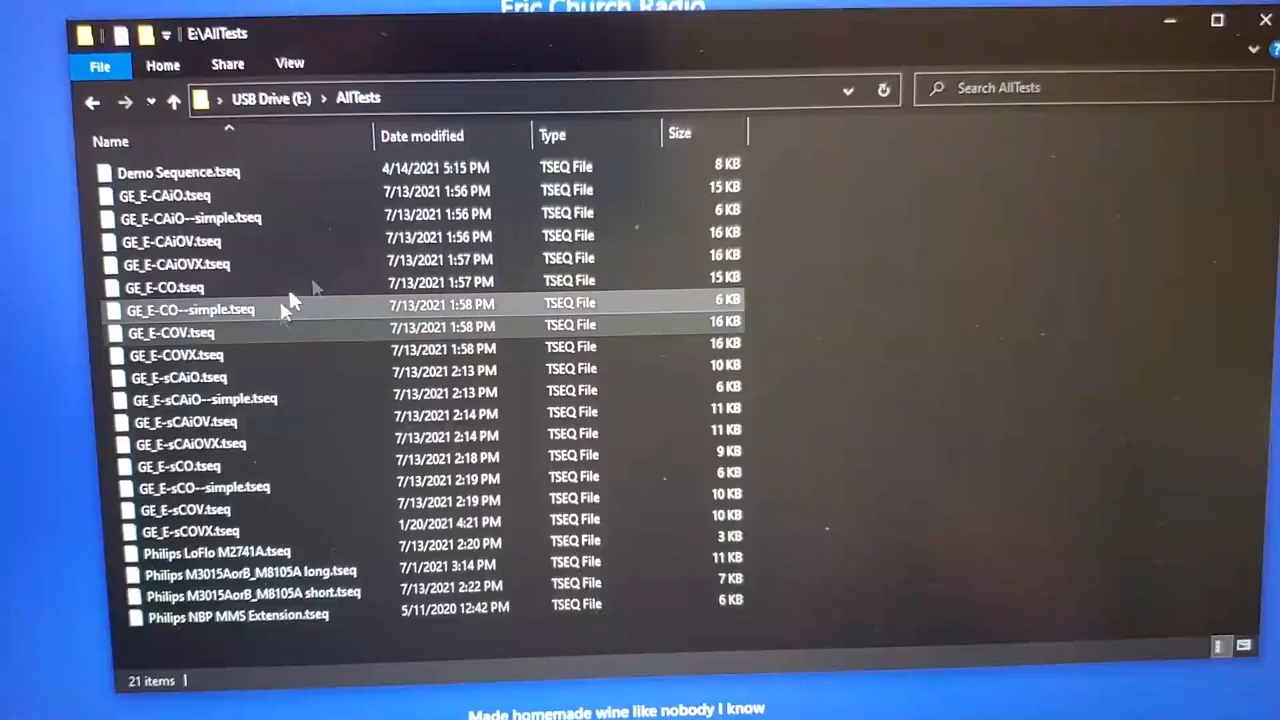 Eric Church Radio
E:\AllTests
File Home Share View
USB Drive (E:) > AllTests Search AllTests
Name Date modified Type Size
Demo Sequence.tseq 4/14/2021 5:15 PM TSEQ File 8 KB
GE_E-CAiO.tseq 7/13/2021 1:56 PM TSEQ File 15 KB
GE_E-CAiO--simple.tseq 7/13/2021 1:56 PM TSEQ File 6 KB
GE_E-CAiOV.tseq 7/13/2021 1:56 PM TSEQ File 16 KB
GE_E-CAiOVX.tseq 7/13/2021 1:57 PM TSEQ File 16 KB
GE_E-CO.tseq 7/13/2021 1:57 PM TSEQ File 15 KB
GE_E-CO--simple.tseq 7/13/2021 1:58 PM TSEQ File 6 KB
GE_E-COV.tseq 7/13/2021 1:58 PM TSEQ File 16 KB
GE_E-COVX.tseq 7/13/2021 1:58 PM TSEQ File 16 KB
GE_E-sCAiO.tseq 7/13/2021 2:13 PM TSEQ File 10 KB
GE_E-sCAiO--simple.tseq 7/13/2021 2:13 PM TSEQ File 6 KB
GE_E-sCAiOV.tseq 7/13/2021 2:14 PM TSEQ File 11 KB
GE_E-sCAiOVX.tseq 7/13/2021 2:14 PM TSEQ File 11 KB
GE_E-sCO.tseq 7/13/2021 2:18 PM TSEQ File 9 KB
GE_E-sCO--simple.tseq 7/13/2021 2:19 PM TSEQ File 6 KB
GE_E-sCOV.tseq 7/13/2021 2:19 PM TSEQ File 10 KB
GE_E-sCOVX.tseq 1/20/2021 4:21 PM TSEQ File 10 KB
Philips LoFlo M2741A.tseq 7/13/2021 2:20 PM TSEQ File 3 KB
Philips M3015AorB_M8105A long.tseq 7/1/2021 3:14 PM TSEQ File 11 KB
Philips M3015AorB_M8105A short.tseq 7/13/2021 2:22 PM TSEQ File 7 KB
Philips NBP MMS Extension.tseq 5/11/2020 12:42 PM TSEQ File 6 KB
21 items
Made homemade wine like nobody I know